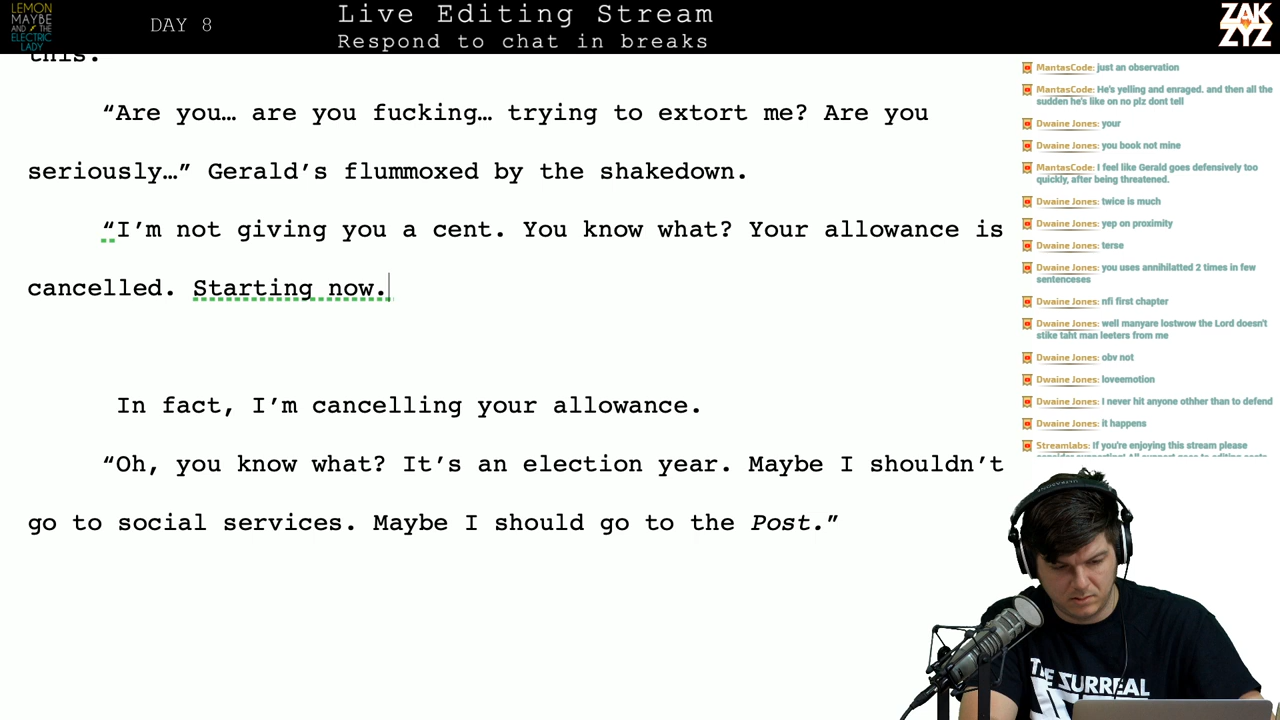 LEMON
MAYBE
AND THE
ELECTRIC
LADY
DAY 8
Live Editing Stream
Respond to chat in breaks
ZAK
ZYZ
this.
“Are you… are you fucking… trying to extort me? Are you
seriously…” Gerald’s flummoxed by the shakedown.
“I’m not giving you a cent. You know what? Your allowance is
cancelled. Starting now.
In fact, I’m cancelling your allowance.
“Oh, you know what? It’s an election year. Maybe I shouldn’t
go to social services. Maybe I should go to the Post.”
MantasCode: just an observation
MantasCode: He's yelling and enraged. and then all the
sudden he's like on no plz dont tell
Dwaine Jones: your
Dwaine Jones: you book not mine
MantasCode: I feel like Gerald goes defensively too
quickly, after being threatened.
Dwaine Jones: twice is much
Dwaine Jones: yep on proximity
Dwaine Jones: terse
Dwaine Jones: you uses annihilatted 2 times in few
sentenceses
Dwaine Jones: nfi first chapter
Dwaine Jones: well manyare lostwow the Lord doesn't
stike taht man leeters from me
Dwaine Jones: obv not
Dwaine Jones: loveemotion
Dwaine Jones: I never hit anyone othher than to defend
Dwaine Jones: it happens
Streamlabs: If you're enjoying this stream please
THE SURREAL